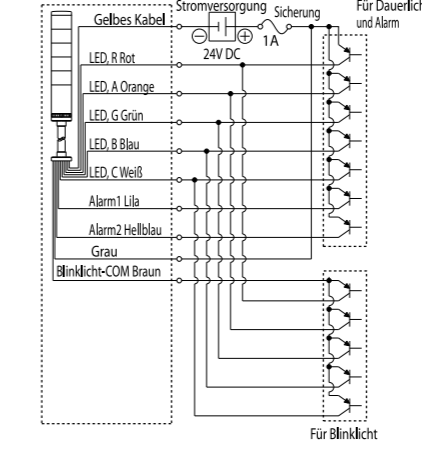 Stromversorgung
Sicherung
Für Dauerlich
und Alarm
Gelbes Kabel
1A
24V DC
LED, R Rot
LED, A Orange
LED, G Grün
LED, B Blau
LED, C Weiß
Alarm1 Lila
Alarm2 Hellblau
Grau
Blinklicht-COM Braun
Für Blinklicht